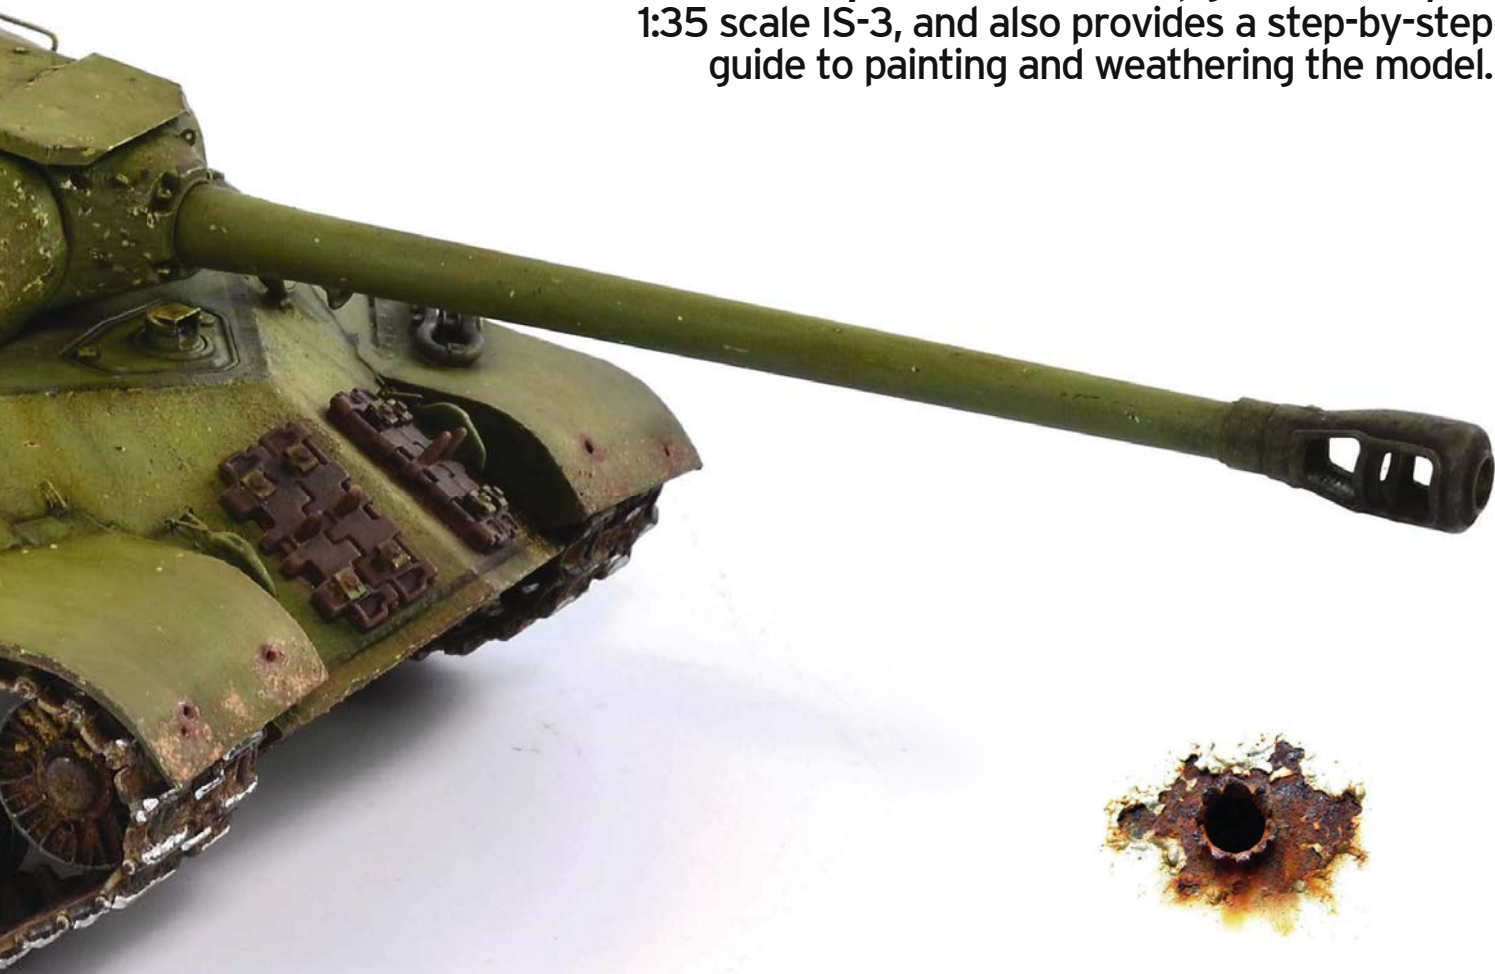 1:35 scale IS-3, and also provides a step-by-step
guide to painting and weathering the model.